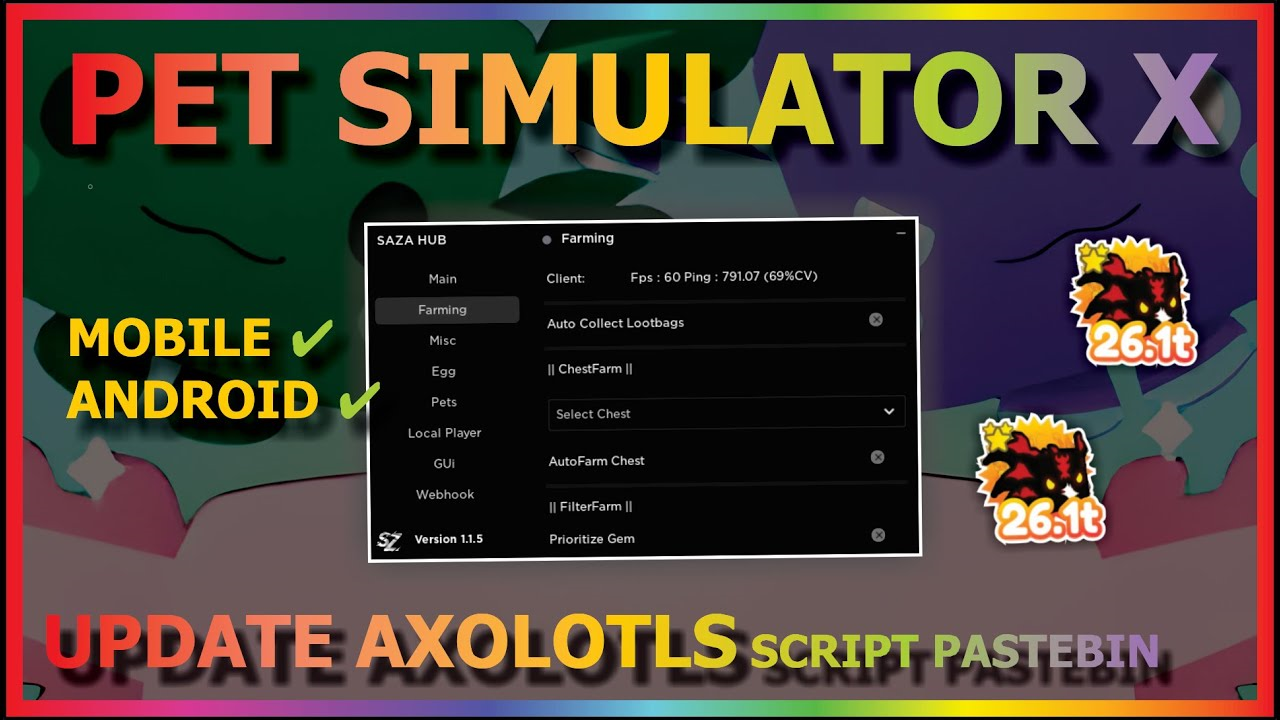 PET SIMULATOR X
SAZA HUB
Farming
Main
Farming
Misc
Egg
Pets
Local Player
GUi
Webhook
SZ Version 1.1.5
Client: Fps : 60 Ping : 791.07 (69%CV)
Auto Collect Lootbags
|| ChestFarm ||
Select Chest
AutoFarm Chest
|| FilterFarm ||
Prioritize Gem
MOBILE ✔
ANDROID ✔
26.1t
26.1t
UPDATE AXOLOTLS SCRIPT PASTEBIN